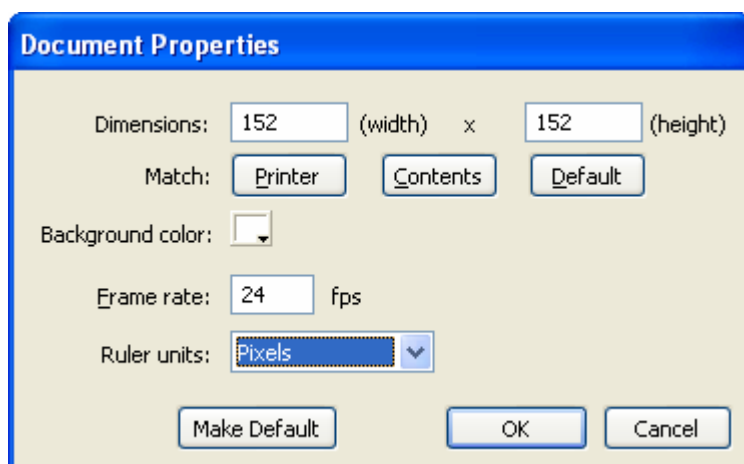 Document Properties
Dimensions: 152 (width) x 152 (height)
Match: Printer Contents Default
Background color:
Frame rate: 24 fps
Ruler units: Pixels
Make Default OK Cancel